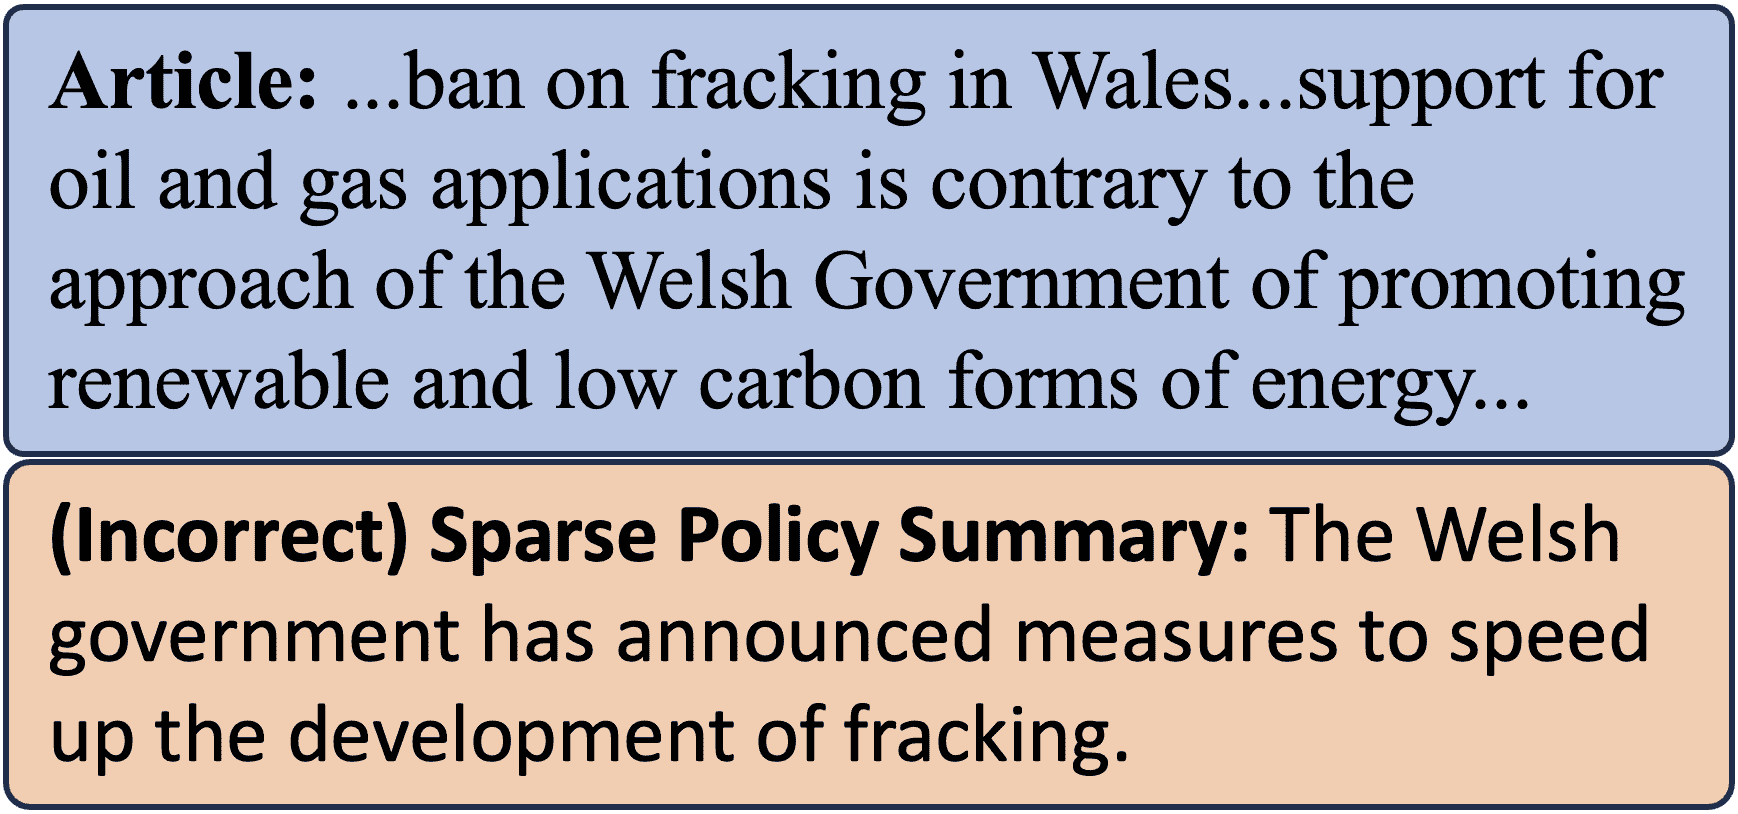 Article: ...ban on fracking in Wales...support for
oil and gas applications is contrary to the
approach of the Welsh Government of promoting
renewable and low carbon forms of energy...
(Incorrect) Sparse Policy Summary: The Welsh
government has announced measures to speed
up the development of fracking.